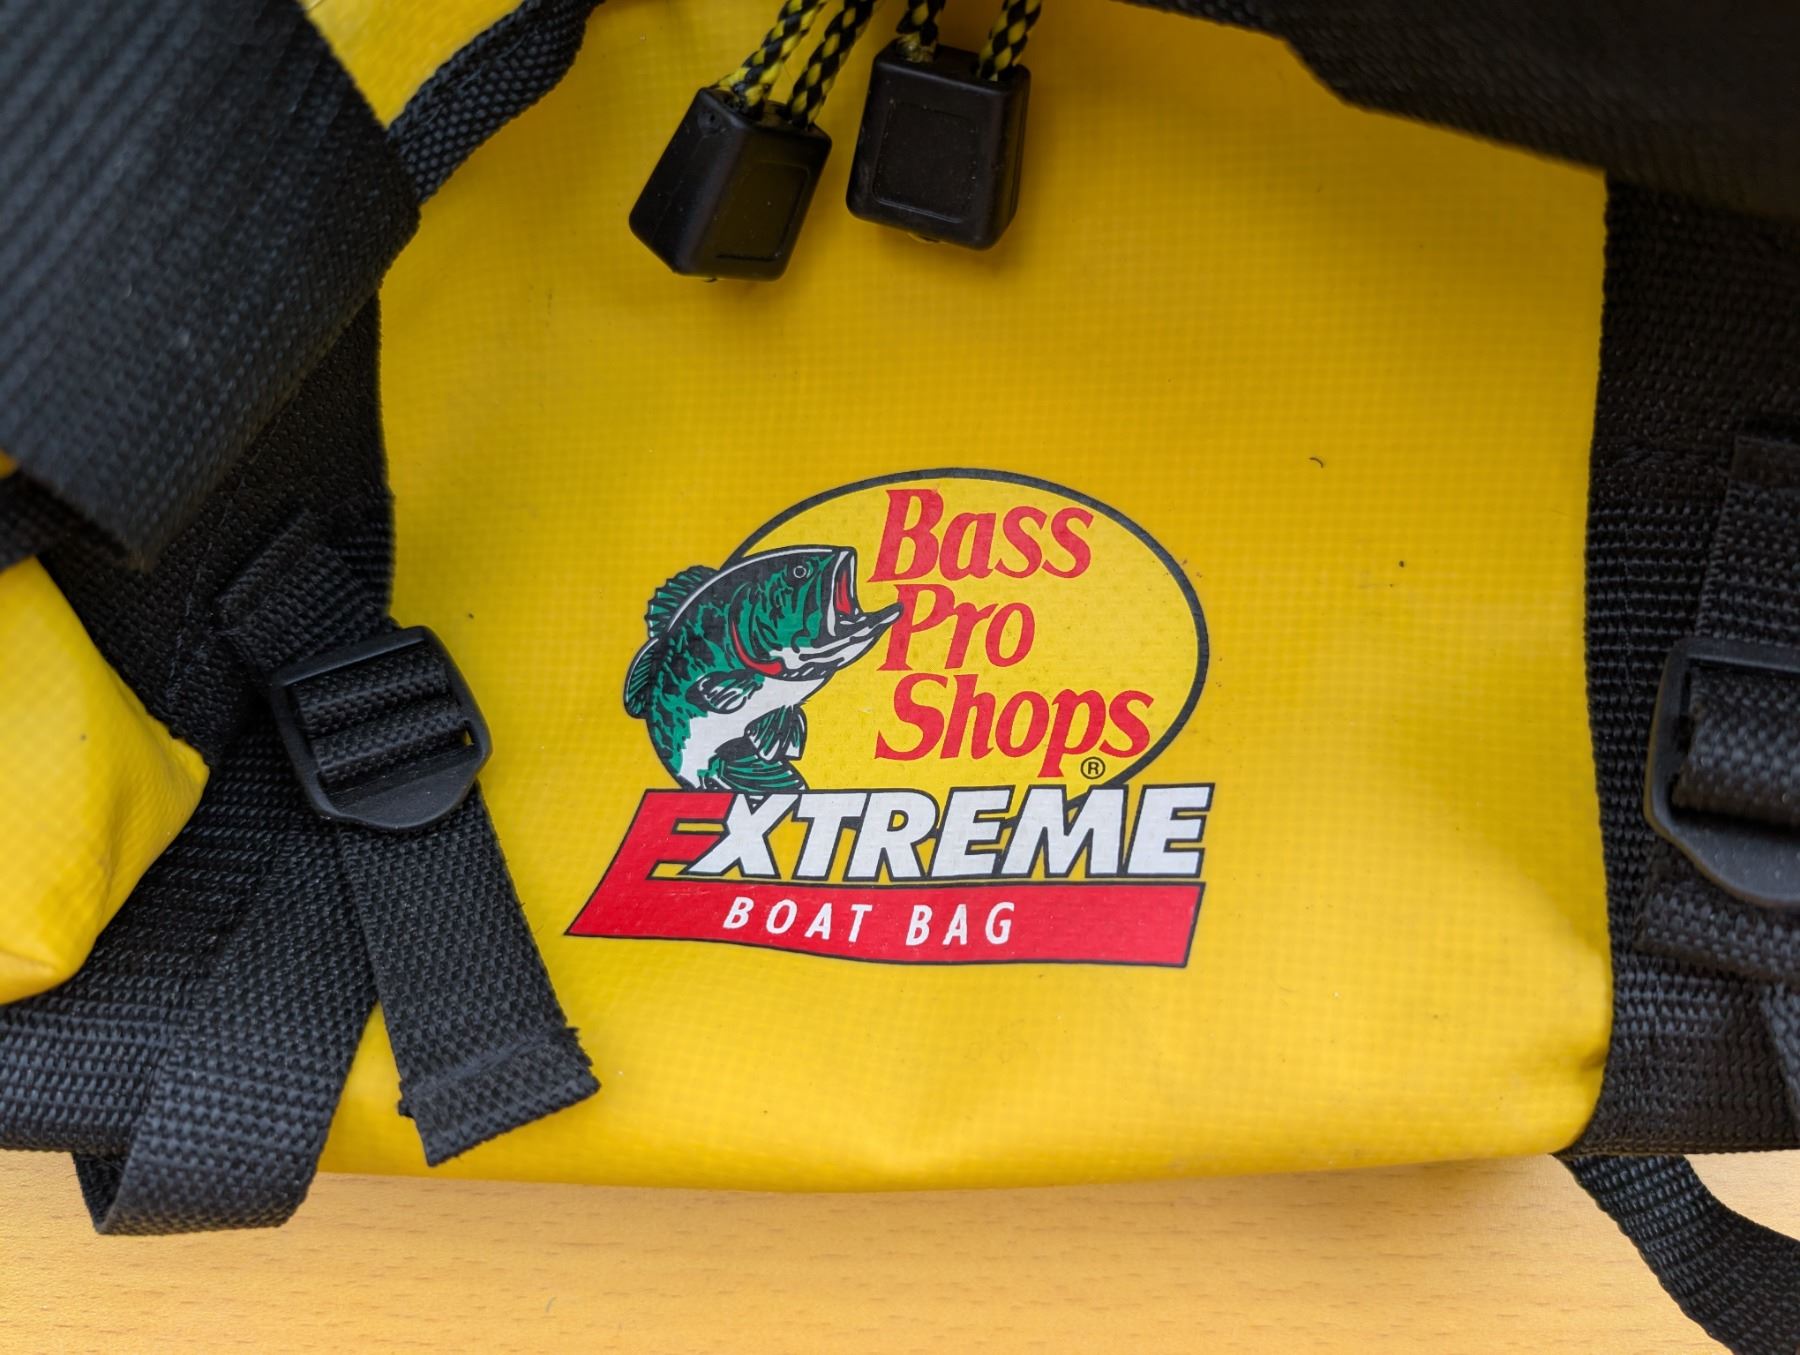 Bass
Pro
Shops
®
EXTREME
BOAT BAG